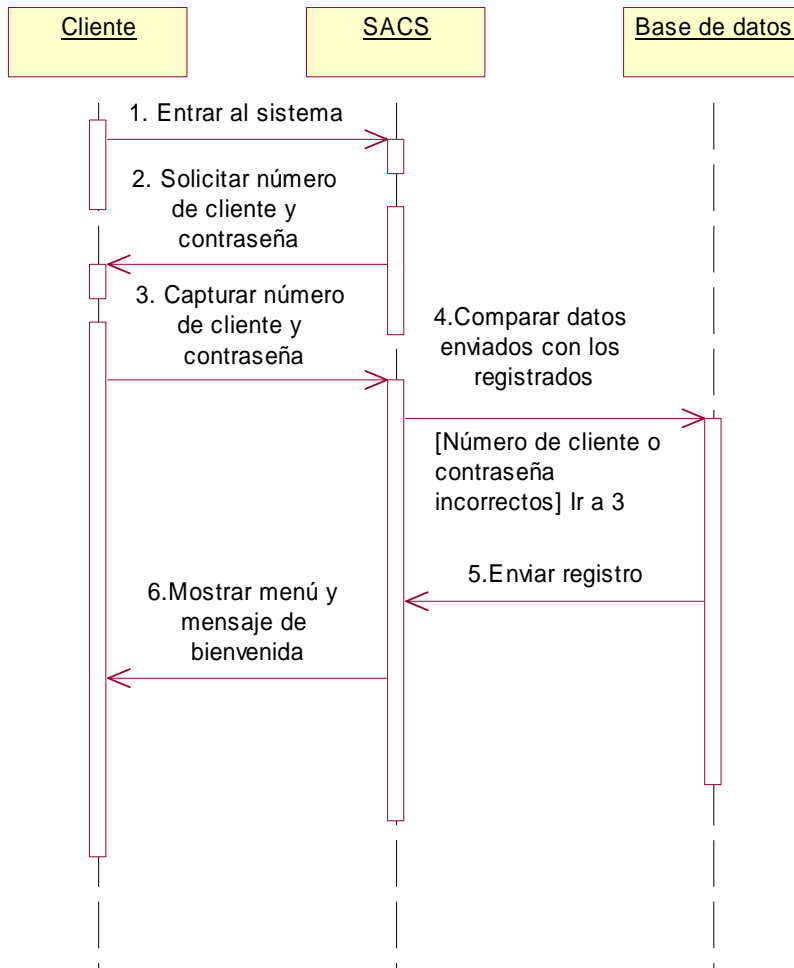 Cliente
SACS
Base de datos
1. Entrar al sistema
2. Solicitar número
de cliente y
contraseña
3. Capturar número
de cliente y
contraseña
4.Comparar datos
enviados con los
registrados
[Número de cliente o
contraseña
incorrectos] Ir a 3
5.Enviar registro
6.Mostrar menú y
mensaje de
bienvenida